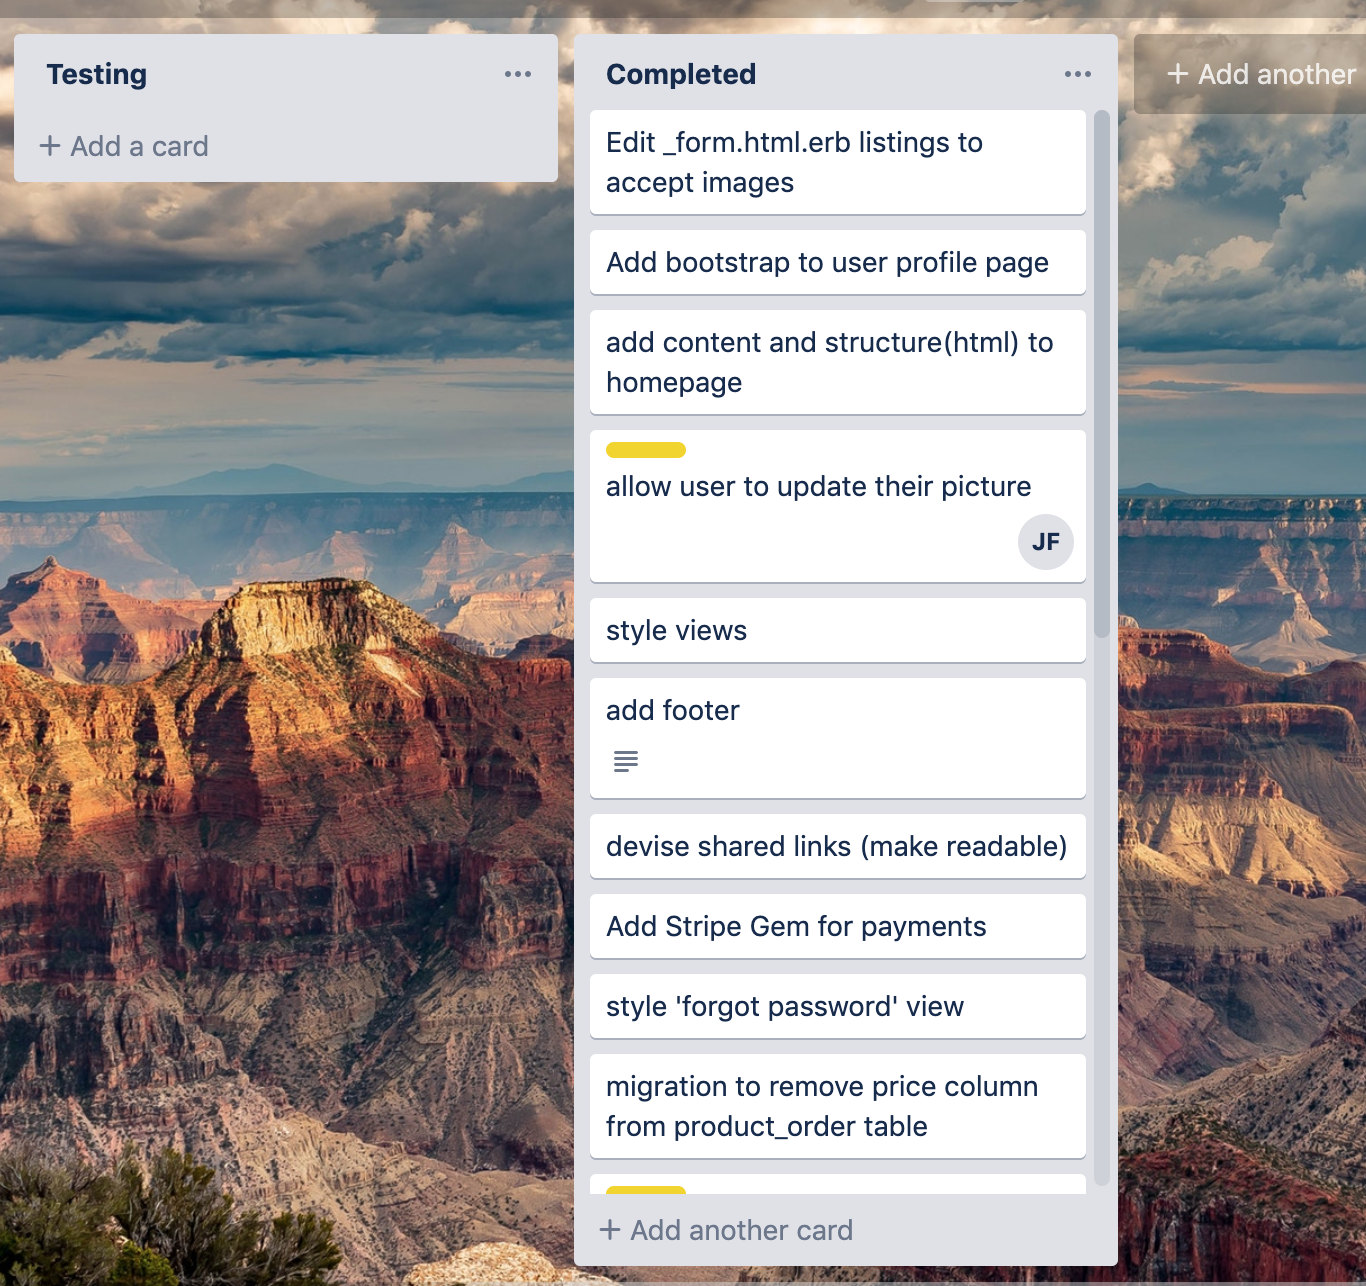 Testing
+ Add a card
Completed
Edit _form.html.erb listings to
accept images
Add bootstrap to user profile page
add content and structure(html) to
homepage
allow user to update their picture
JF
style views
add footer
devise shared links (make readable)
Add Stripe Gem for payments
style 'forgot password' view
migration to remove price column
from product_order table
+ Add another card
+ Add another